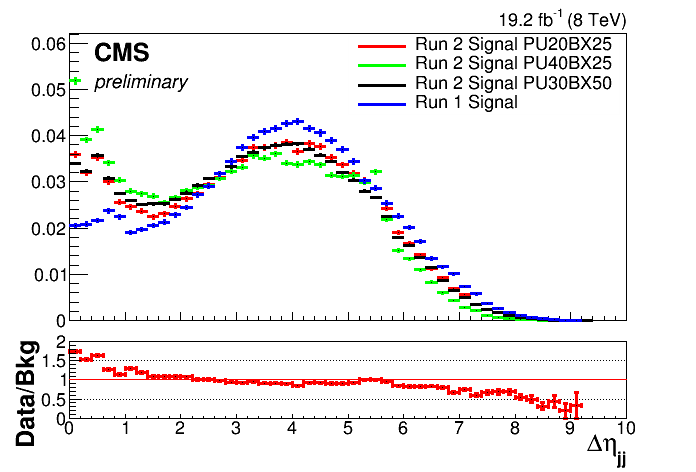 19.2 fb⁻¹ (8 TeV)
CMS
preliminary
Run 2 Signal PU20BX25
Run 2 Signal PU40BX25
Run 2 Signal PU30BX50
Run 1 Signal
0.06
0.05
0.04
0.03
0.02
0.01
0
Data/Bkg
2
1.5
1
0.5
0
0 1 2 3 4 5 6 7 8 9 10
Δη_jj